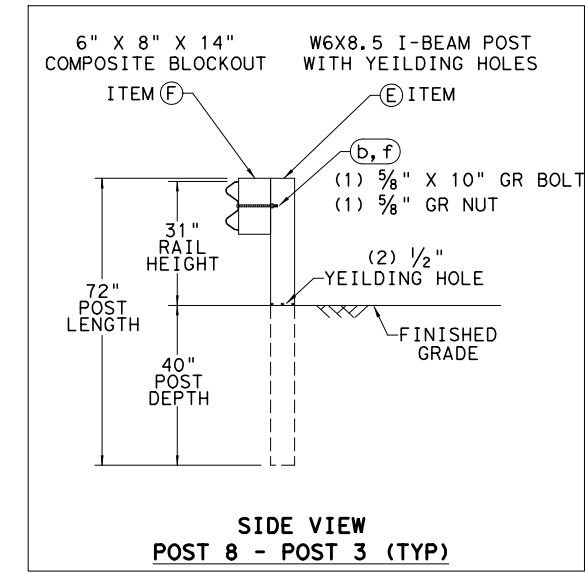 6" X 8" X 14"
COMPOSITE BLOCKOUT
ITEM F
W6X8.5 I-BEAM POST
WITH YEILDING HOLES
E ITEM
b, f
(1) 5⁄8" X 10" GR BOLT
(1) 5⁄8" GR NUT
31"
RAIL
HEIGHT
(2) 1⁄2"
YEILDING HOLE
72"
POST
LENGTH
FINISHED
GRADE
40"
POST
DEPTH
SIDE VIEW
POST 8 - POST 3 (TYP)